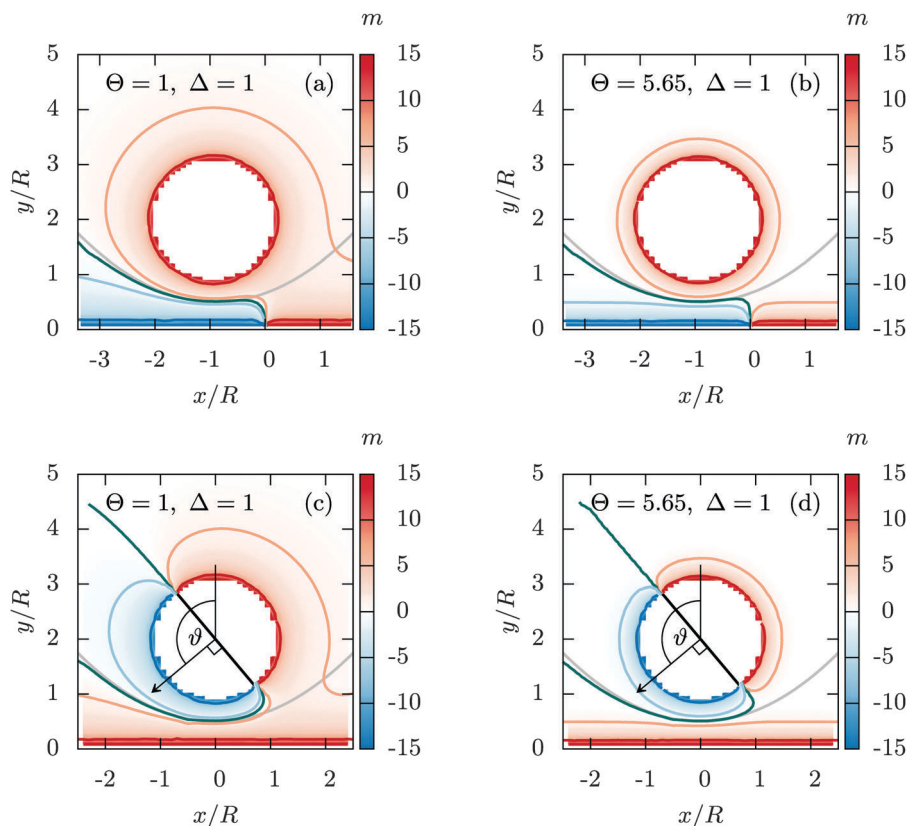 m m
5 15 5 15
Θ = 1, Δ = 1 (a) Θ = 5.65, Δ = 1 (b)
4 10 4 10
3 5 3 5
y/R 0 y/R 0
2 -5 2 -5
1 -10 1 -10
0 -15 0 -15
-3 -2 -1 0 1 -3 -2 -1 0 1
x/R x/R
m m
5 15 5 15
Θ = 1, Δ = 1 (c) Θ = 5.65, Δ = 1 (d)
4 10 4 10
3 5 3 5
y/R ϑ 0 y/R ϑ 0
2 -5 2 -5
1 -10 1 -10
0 -15 0 -15
-2 -1 0 1 2 -2 -1 0 1 2
x/R x/R